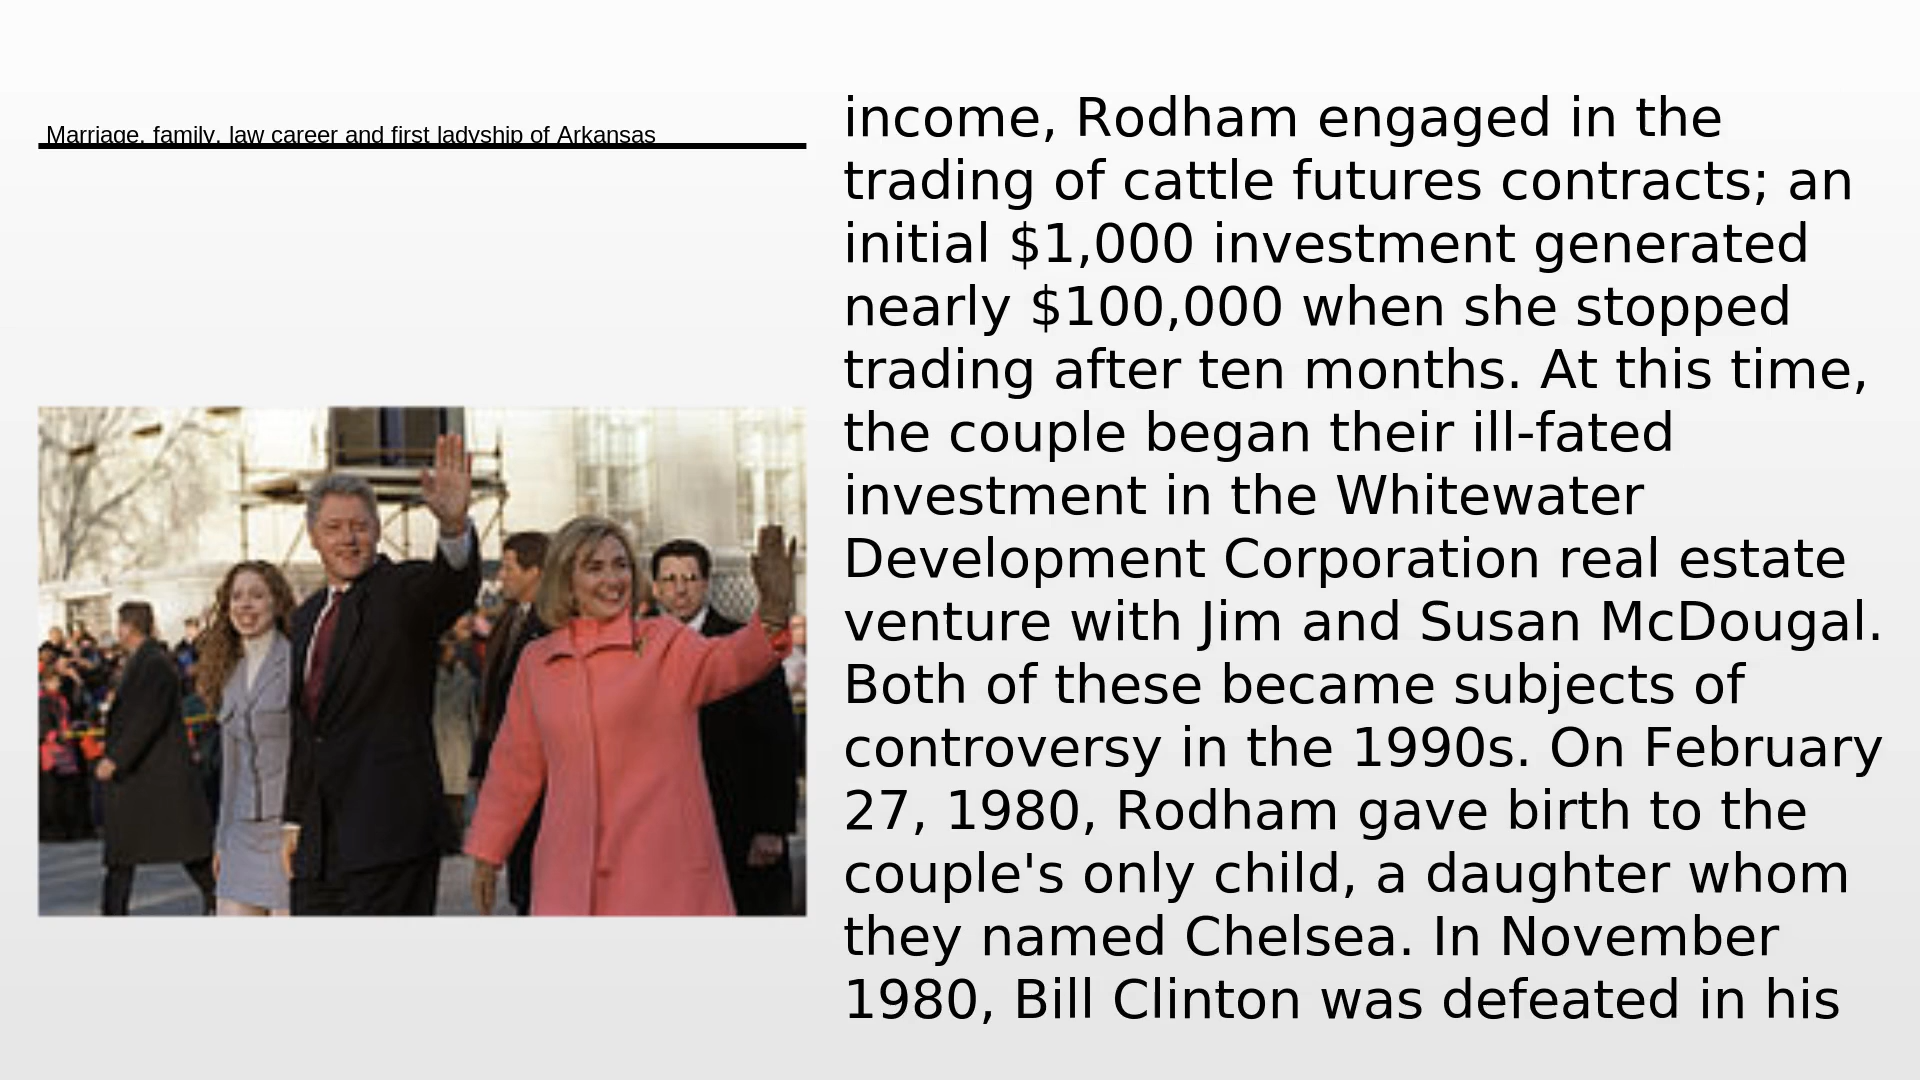 Marriage, family, law career and first ladyship of Arkansas
income, Rodham engaged in the
trading of cattle futures contracts; an
initial $1,000 investment generated
nearly $100,000 when she stopped
trading after ten months. At this time,
the couple began their ill-fated
investment in the Whitewater
Development Corporation real estate
venture with Jim and Susan McDougal.
Both of these became subjects of
controversy in the 1990s. On February
27, 1980, Rodham gave birth to the
couple's only child, a daughter whom
they named Chelsea. In November
1980, Bill Clinton was defeated in his